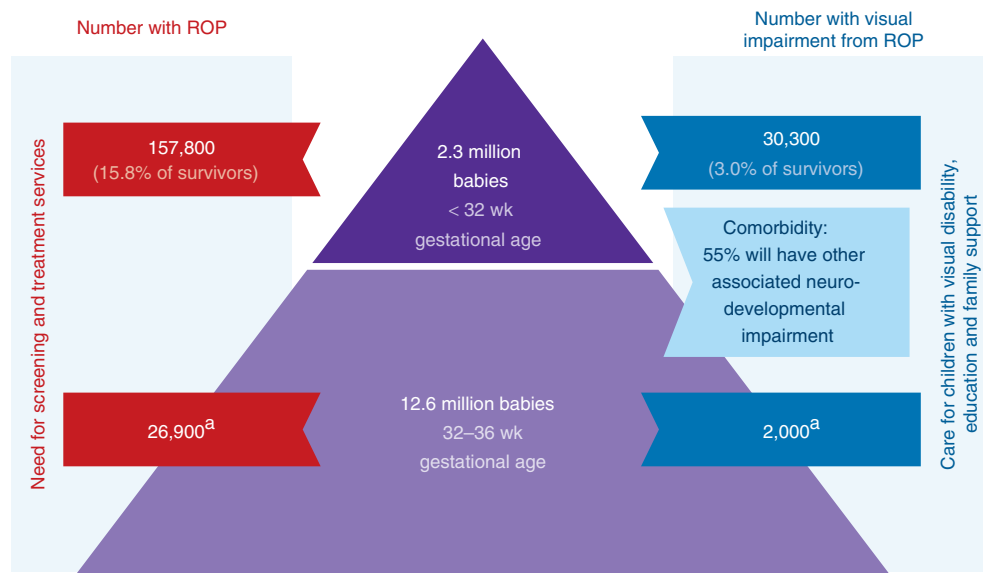 Number with ROP
Number with visual
impairment from ROP
Need for screening and treatment services
157,800
(15.8% of survivors)
2.3 million
babies
< 32 wk
gestational age
30,300
(3.0% of survivors)
Comorbidity:
55% will have other
associated neuro-
developmental
impairment
26,900a
12.6 million babies
32–36 wk
gestational age
2,000a
Care for children with visual disability,
education and family support